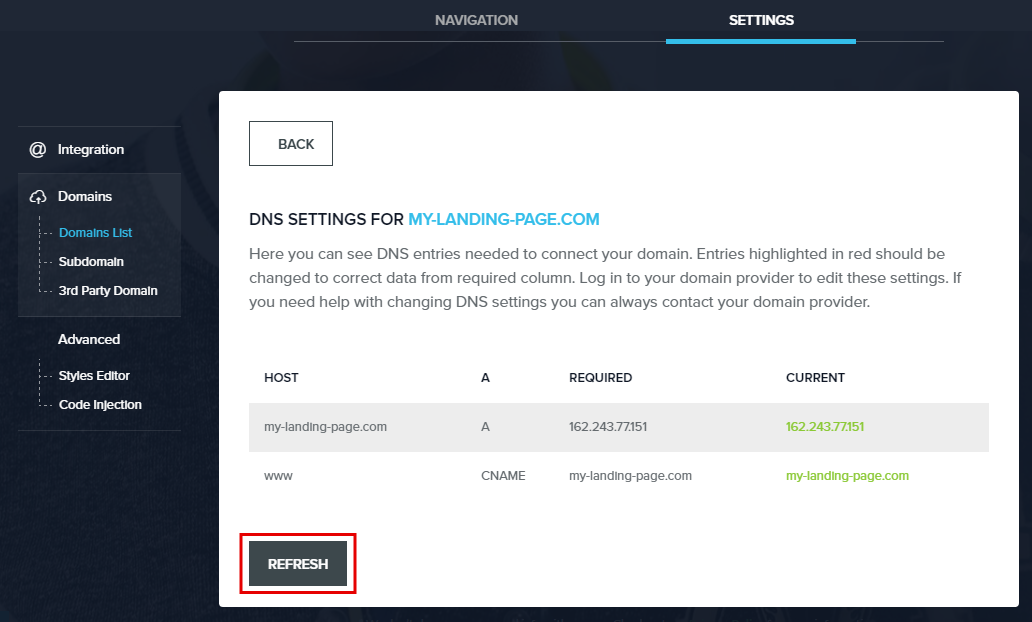 NAVIGATION SETTINGS
@ Integration
Domains
Domains List
Subdomain
3rd Party Domain
Advanced
Styles Editor
Code Injection
BACK
DNS SETTINGS FOR MY-LANDING-PAGE.COM
Here you can see DNS entries needed to connect your domain. Entries highlighted in red should be
changed to correct data from required column. Log in to your domain provider to edit these settings. If
you need help with changing DNS settings you can always contact your domain provider.
HOST A REQUIRED CURRENT
my-landing-page.com A 162.243.77.151 162.243.77.151
www CNAME my-landing-page.com my-landing-page.com
REFRESH